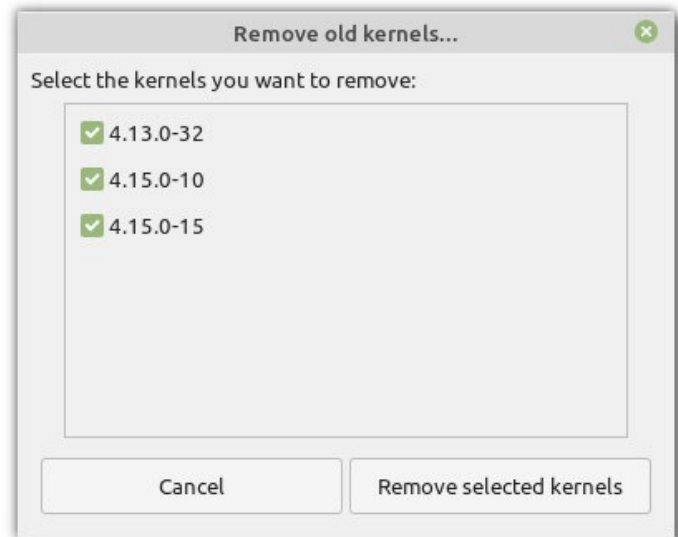 Remove old kernels...
Select the kernels you want to remove:
4.13.0-32
4.15.0-10
4.15.0-15
Cancel
Remove selected kernels